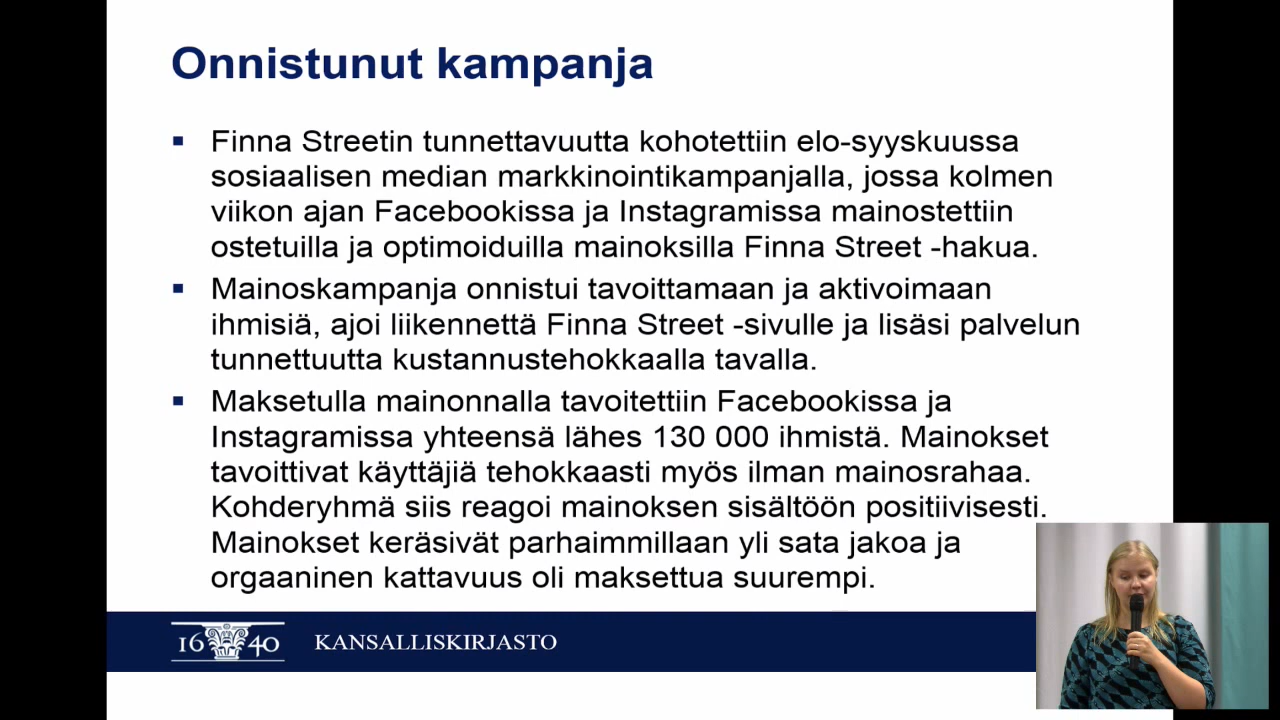 Onnistunut kampanja
Finna Streetin tunnettavuutta kohotettiin elo-syyskuussa
sosiaalisen median markkinointikampanjalla, jossa kolmen
viikon ajan Facebookissa ja Instagramissa mainostettiin
ostetuilla ja optimoiduilla mainoksilla Finna Street -hakua.
Mainoskampanja onnistui tavoittamaan ja aktivoimaan
ihmisiä, ajoi liikennettä Finna Street -sivulle ja lisäsi palvelun
tunnettuutta kustannustehokkaalla tavalla.
Maksetulla mainonnalla tavoitettiin Facebookissa ja
Instagramissa yhteensä lähes 130 000 ihmistä. Mainokset
tavoittivat käyttäjiä tehokkaasti myös ilman mainosrahaa.
Kohderyhmä siis reagoi mainoksen sisältöön positiivisesti.
Mainokset keräsivät parhaimmillaan yli sata jakoa ja
orgaaninen kattavuus oli maksettua suurempi.
16 40 KANSALLISKIRJASTO